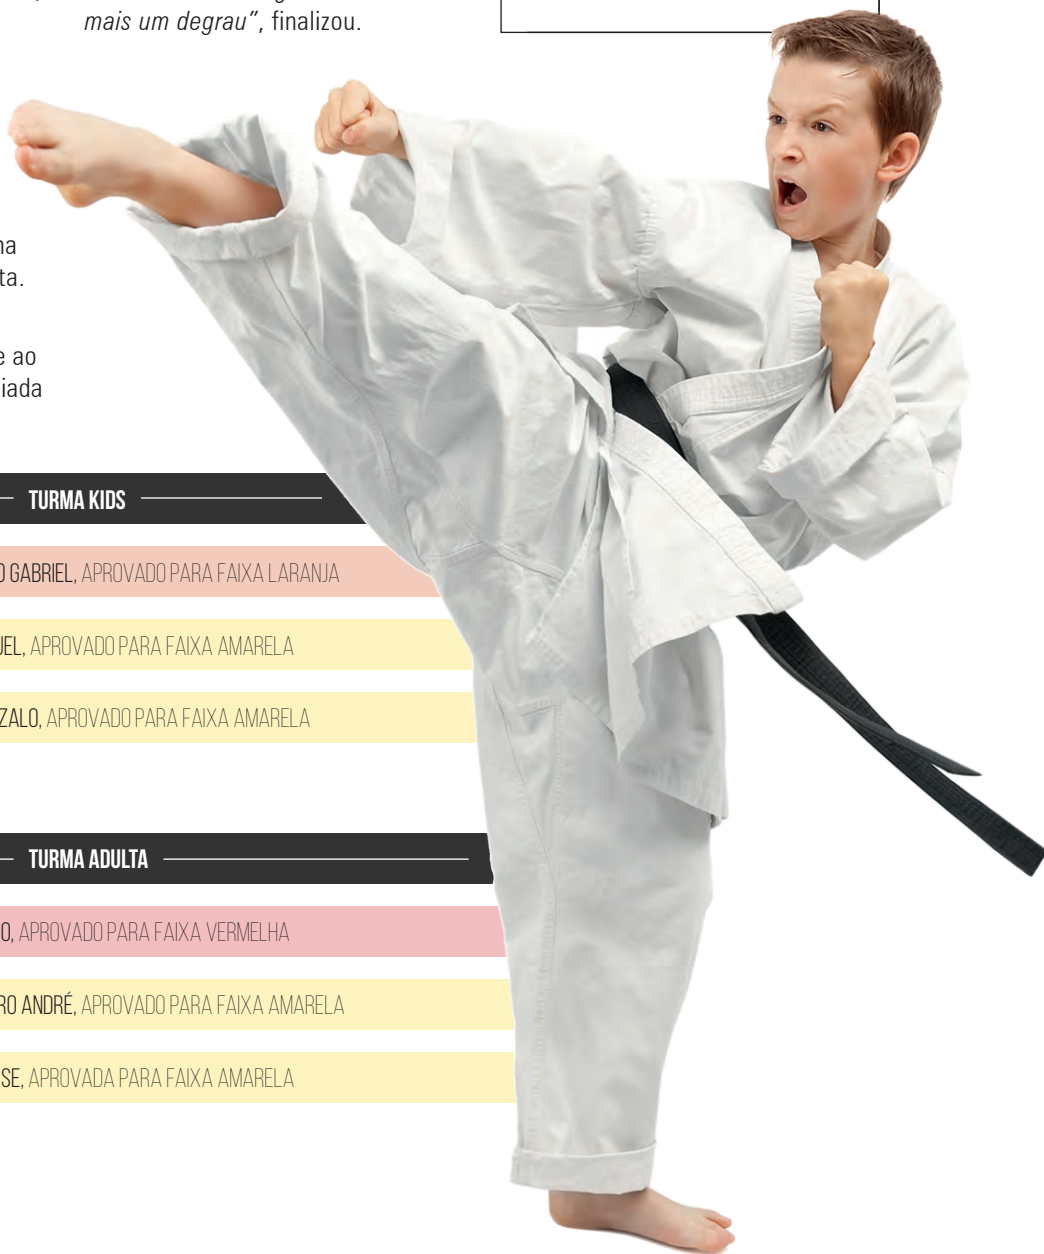 mais um degrau”, finalizou.
na
ta.
e ao
iada
TURMA KIDS
O GABRIEL, APROVADO PARA FAIXA LARANJA
UEL, APROVADO PARA FAIXA AMARELA
ZALO, APROVADO PARA FAIXA AMARELA
TURMA ADULTA
O, APROVADO PARA FAIXA VERMELHA
RO ANDRÉ, APROVADO PARA FAIXA AMARELA
SE, APROVADA PARA FAIXA AMARELA